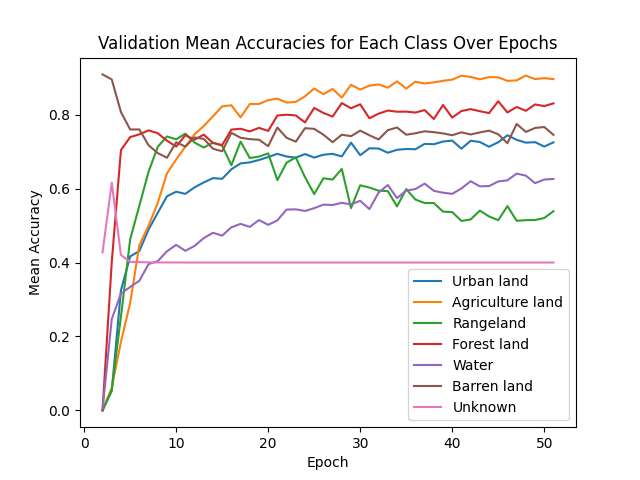 Validation Mean Accuracies for Each Class Over Epochs
Mean Accuracy
0.8
0.6
0.4
0.2
0.0
Urban land
Agriculture land
Rangeland
Forest land
Water
Barren land
Unknown
0
10
20
30
40
50
Epoch